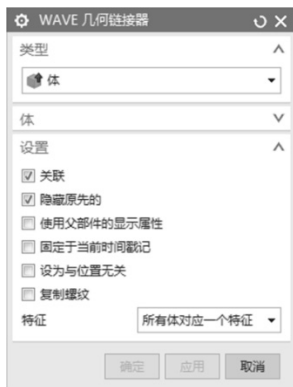 WAVE 几何链接器
类型
体
体
设置
关联
隐藏原先的
使用父部件的显示属性
固定于当前时间戳记
设为与位置无关
复制螺纹
特征 所有体对应一个特征
确定 应用 取消